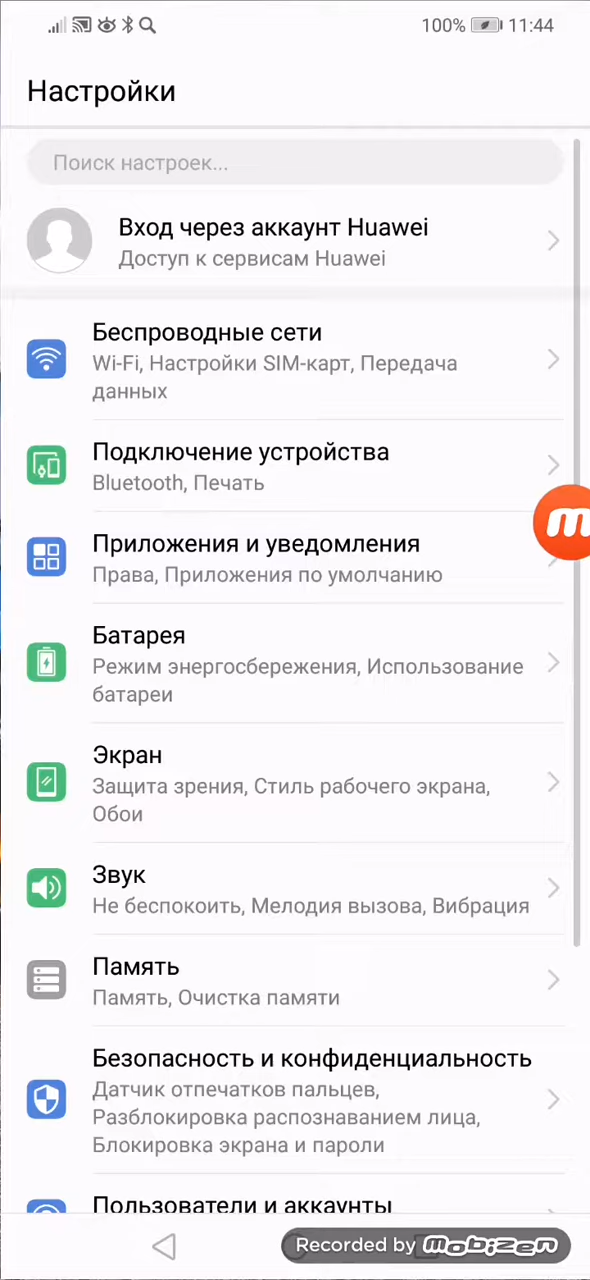 100% 11:44
Настройки
Поиск настроек...
Вход через аккаунт Huawei
Доступ к сервисам Huawei
Беспроводные сети
Wi-Fi, Настройки SIM-карт, Передача
данных
Подключение устройства
Bluetooth, Печать
Приложения и уведомления
Права, Приложения по умолчанию
Батарея
Режим энергосбережения, Использование
батареи
Экран
Защита зрения, Стиль рабочего экрана,
Обои
Звук
Не беспокоить, Мелодия вызова, Вибрация
Память
Память, Очистка памяти
Безопасность и конфиденциальность
Датчик отпечатков пальцев,
Разблокировка распознаванием лица,
Блокировка экрана и пароли
Пользователи и аккаунты
Recorded by mobizen